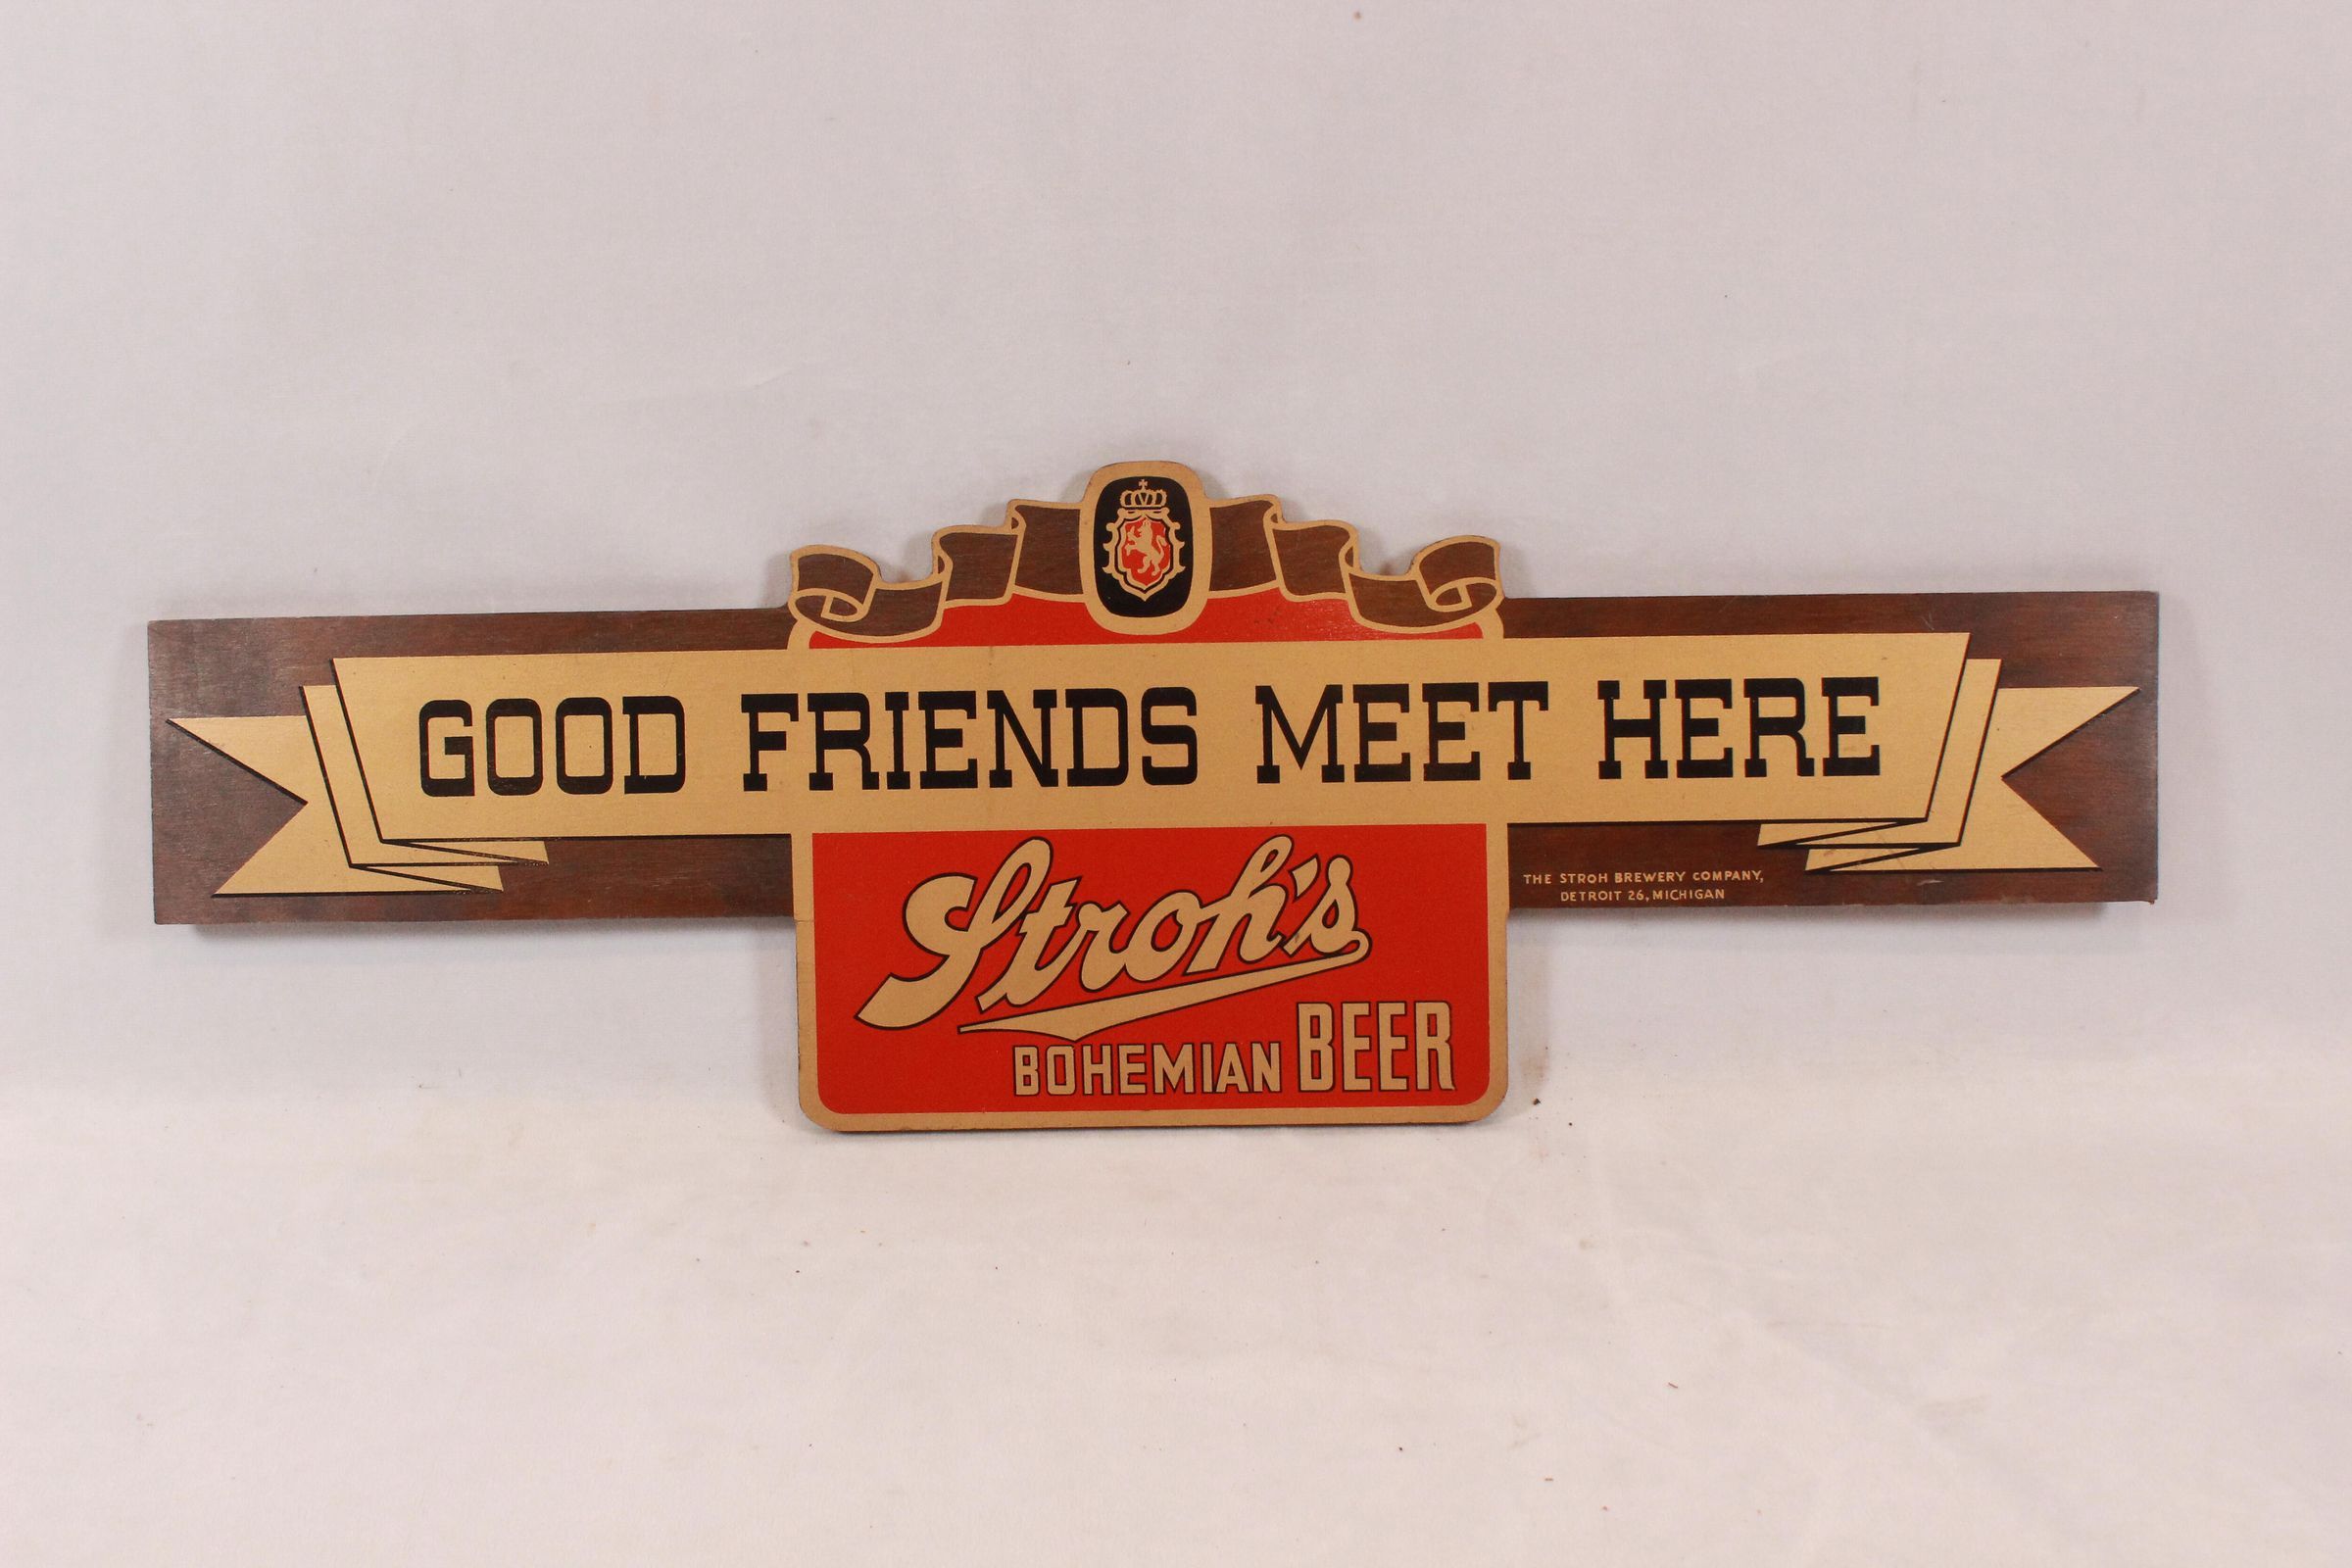 GOOD FRIENDS MEET HERE
Stroh's
BOHEMIAN BEER
THE STROH BREWERY COMPANY,
DETROIT 26, MICHIGAN